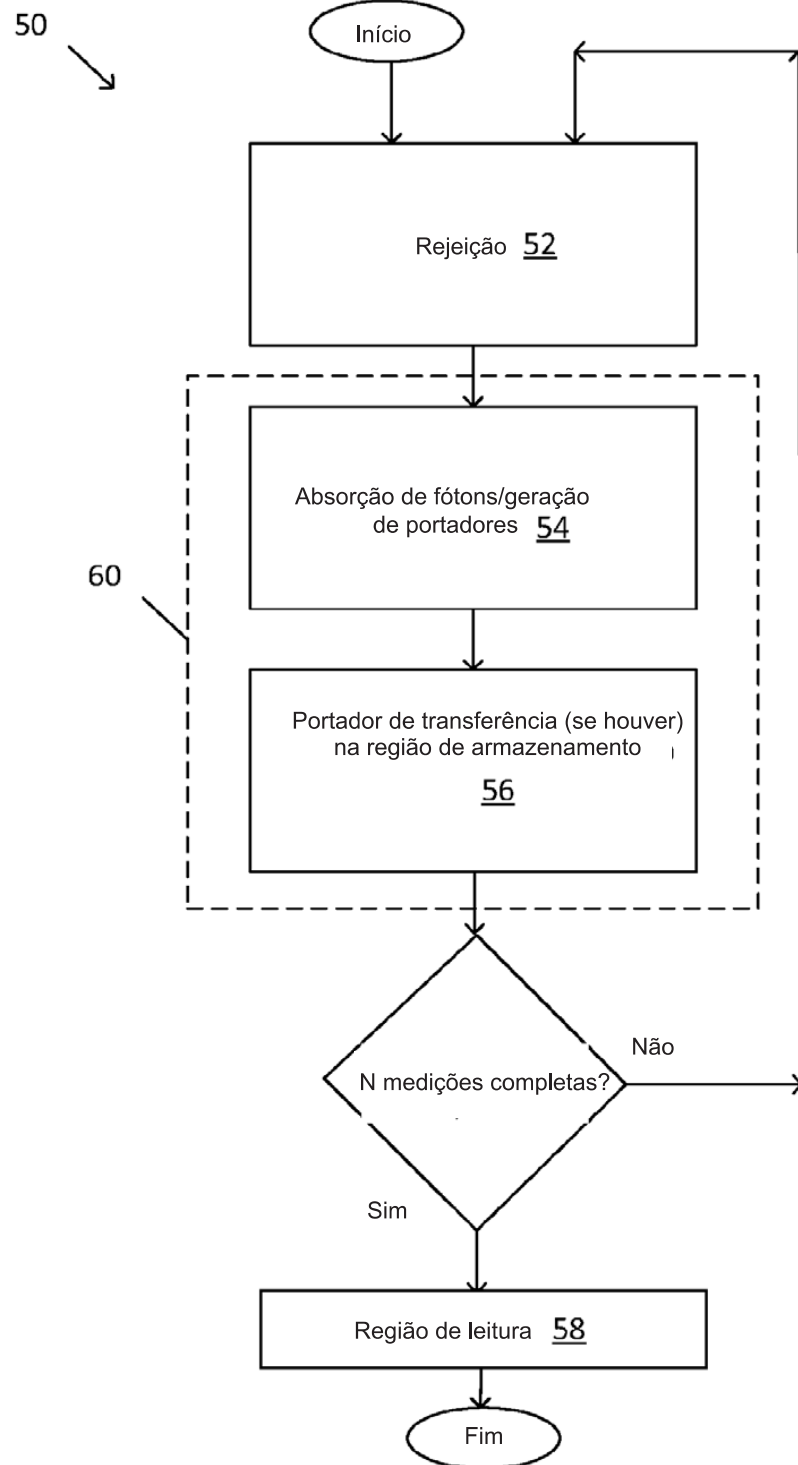 50
Início
Rejeição 52
Absorção de fótons/geração
de portadores 54
60
Portador de transferência (se houver)
na região de armazenamento
56
Não
N medições completas?
Sim
Região de leitura 58
Fim